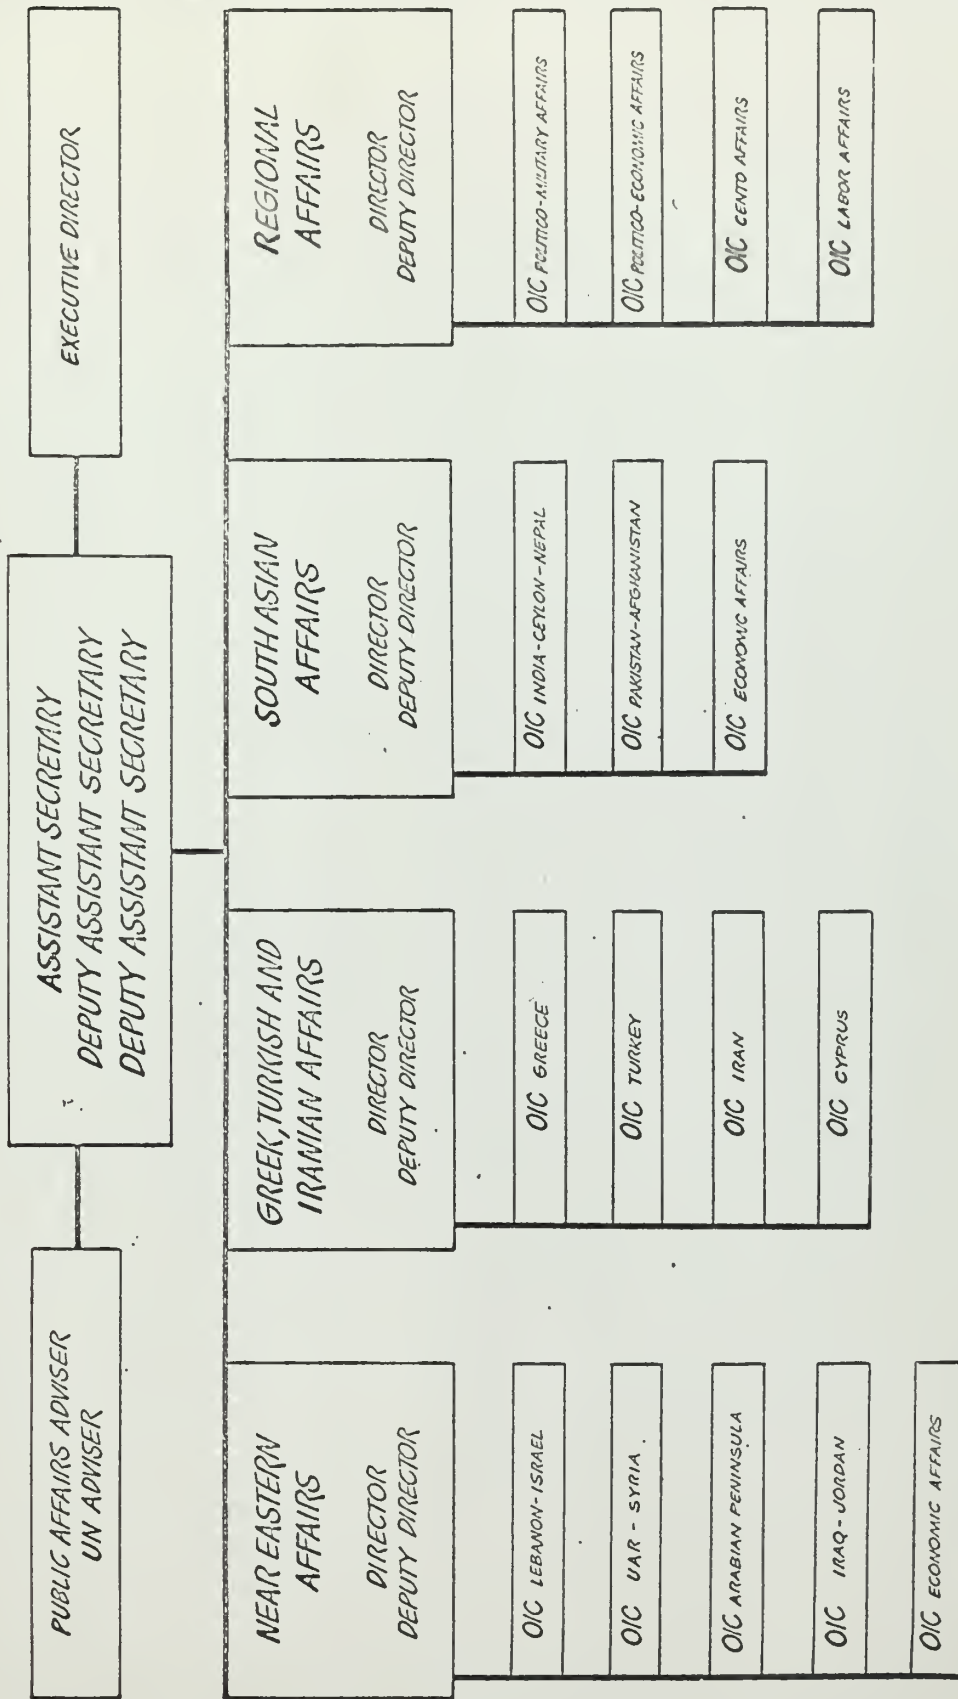 PUBLIC AFFAIRS ADVISER
UN ADVISER
ASSISTANT SECRETARY
DEPUTY ASSISTANT SECRETARY
DEPUTY ASSISTANT SECRETARY
EXECUTIVE DIRECTOR
NEAR EASTERN
AFFAIRS
DIRECTOR
DEPUTY DIRECTOR
OIC LEBANON-ISRAEL
OIC UAR - SYRIA
OIC ARABIAN PENINSULA
OIC IRAQ-JORDAN
OIC ECONOMIC AFFAIRS
GREEK, TURKISH AND
IRANIAN AFFAIRS
DIRECTOR
DEPUTY DIRECTOR
OIC GREECE
OIC TURKEY
OIC IRAN
OIC CYPRUS
SOUTH ASIAN
AFFAIRS
DIRECTOR
DEPUTY DIRECTOR
OIC INDIA-CEYLON-NEPAL
OIC PAKISTAN-AFGHANISTAN
OIC ECONOMIC AFFAIRS
REGIONAL
AFFAIRS
DIRECTOR
DEPUTY DIRECTOR
OIC POLITICO-MILITARY AFFAIRS
OIC POLITICO-ECONOMIC AFFAIRS
OIC CENTO AFFAIRS
OIC LABOR AFFAIRS